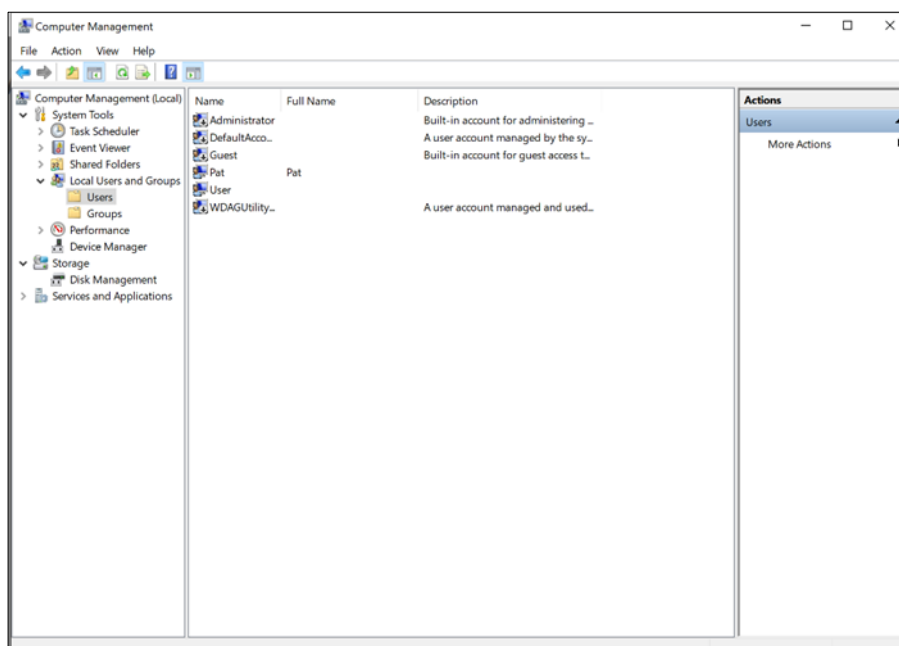 Computer Management
File Action View Help
Computer Management (Local)
System Tools
Task Scheduler
Event Viewer
Shared Folders
Local Users and Groups
Users
Groups
Performance
Device Manager
Storage
Disk Management
Services and Applications
Name Full Name Description
Administrator Built-in account for administering ...
DefaultAcco... A user account managed by the sy...
Guest Built-in account for guest access t...
Pat Pat
User
WDAGUtility... A user account managed and used...
Actions
Users
More Actions